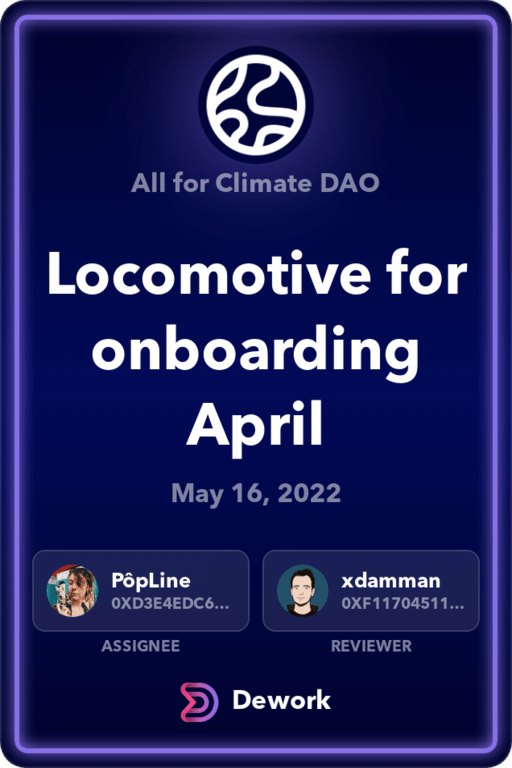 All for Climate DAO
Locomotive for
onboarding
April
May 16, 2022
PôpLine
0XD3E4EDC6...
ASSIGNEE
xdamman
0XF11704511...
REVIEWER
Dework